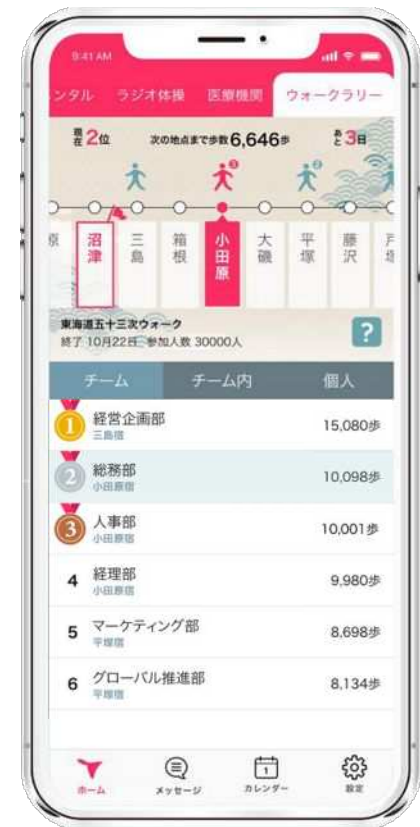 9:41 AM
ンタル ラジオ体操 医療機関 ウォークラリー
現在2位 次の地点まで歩数6,646歩 あと3日
3 2
原 沼津 三島 箱根 小田原 大磯 平塚 藤沢 戸塚
東海道五十三次ウォーク
終了 10月22日 参加人数 30000人
?
チーム チーム内 個人
1 経営企画部 15,080歩
三島宿
2 総務部 10,098歩
小田原宿
3 人事部 10,001歩
小田原宿
4 経理部 9,980歩
小田原宿
5 マーケティング部 8,698歩
平塚宿
6 グローバル推進部 8,134歩
平塚宿
1
ホーム メッセージ カレンダー 設定